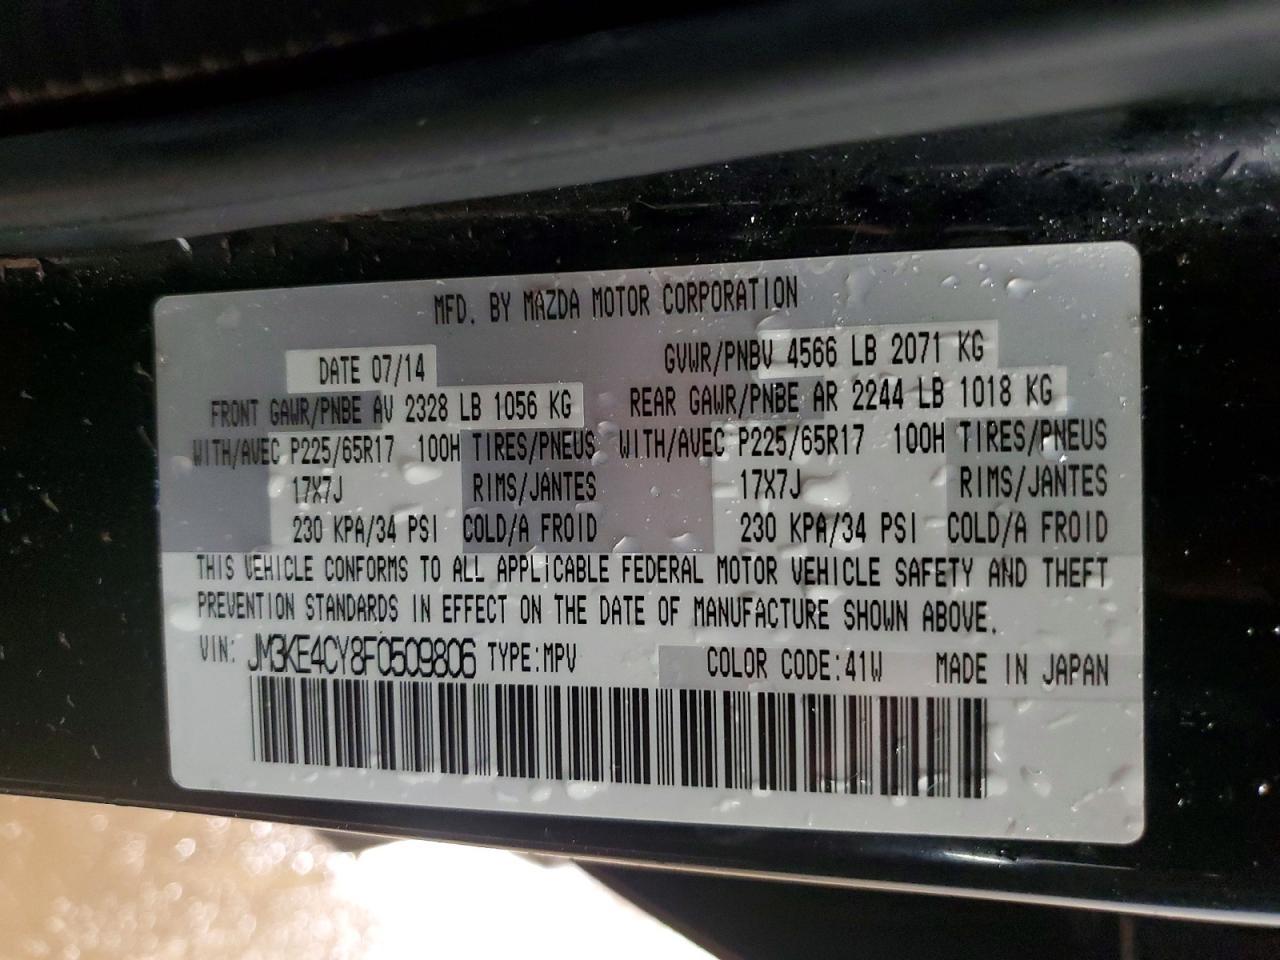 MFD. BY MAZDA MOTOR CORPORATION
DATE 07/14 GVWR/PNBV 4566 LB 2071 KG
FRONT GAWR/PNBE AV 2328 LB 1056 KG REAR GAWR/PNBE AR 2244 LB 1018 KG
WITH/AVEC P225/65R17 100H TIRES/PNEUS WITH/AVEC P225/65R17 100H TIRES/PNEUS
17X7J RIMS/JANTES 17X7J RIMS/JANTES
230 KPA/34 PSI COLD/A FROID 230 KPA/34 PSI COLD/A FROID
THIS VEHICLE CONFORMS TO ALL APPLICABLE FEDERAL MOTOR VEHICLE SAFETY AND THEFT
PREVENTION STANDARDS IN EFFECT ON THE DATE OF MANUFACTURE SHOWN ABOVE.
VIN: JM3KE4CY8F0509806 TYPE:MPV COLOR CODE:41W MADE IN JAPAN